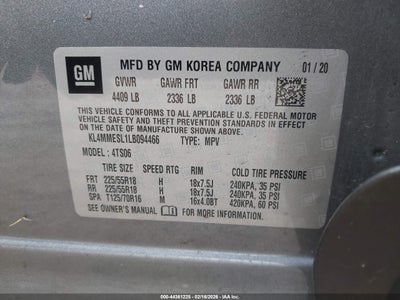 GM
MFD BY GM KOREA COMPANY 01/20
GVWR GAWR FRT GAWR RR
4409 LB 2336 LB 2336 LB
THIS VEHICLE CONFORMS TO ALL APPLICABLE U.S. FEDERAL MOTOR
VEHICLE SAFETY, BUMPER, AND THEFT PREVENTION STANDARDS
IN EFFECT ON THE DATE OF MANUFACTURE SHOWN ABOVE.
KL4MMESL1LB094466 TYPE: MPV
MODEL: 4TS06
TIRE SIZE SPEED RTG RIM COLD TIRE PRESSURE
FRT 225/55R18 H 18x7.5J 240KPA, 35 PSI
RR 225/55R18 H 18x7.5J 240KPA, 35 PSI
SPA T125/70R16 M 16x4.0BT 420KPA, 60 PSI
SEE OWNER'S MANUAL FOR MORE INFORMATION.
000-44361225 - 02/16/2026 - © IAA, Inc.